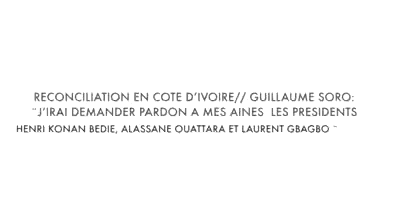 RECONCILIATION EN COTE D'IVOIRE// GUILLAUME SORO:
¨J'IRAI DEMANDER PARDON A MES AINES  LES PRESIDENTS
HENRI KONAN BEDIE, ALASSANE OUATTARA ET LAURENT GBAGBO ¨